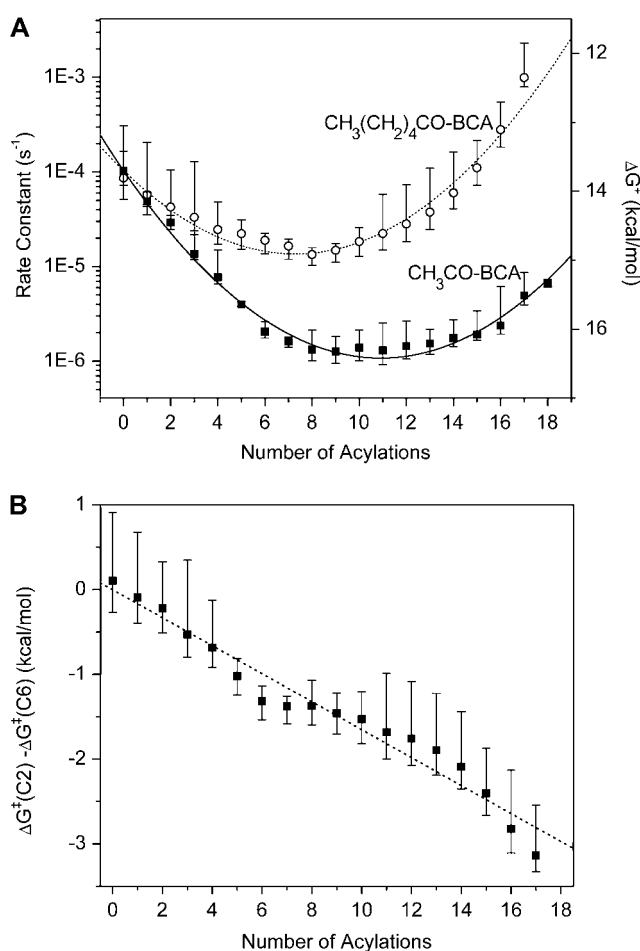 A
1E-3
1E-4
1E-5
1E-6
Rate Constant (s⁻¹)
CH₃(CH₂)₄CO-BCA
CH₃CO-BCA
12
13
14
15
16
ΔG⁺ (kcal/mol)
0 2 4 6 8 10 12 14 16 18
Number of Acylations
B
1
0
-1
-2
-3
ΔG‡(C2) -ΔG‡(C6) (kcal/mol)
0 2 4 6 8 10 12 14 16 18
Number of Acylations